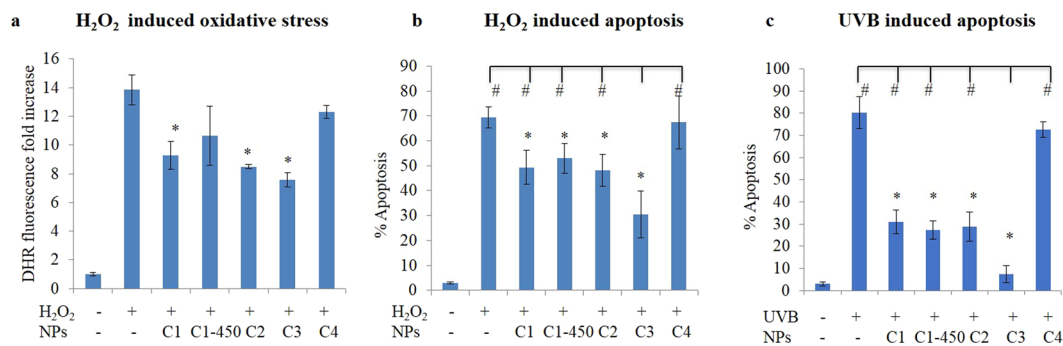 a H₂O₂ induced oxidative stress
DHR fluorescence fold increase
16
14
12
10
8
6
4
2
0
* * *
H₂O₂ - + + + + + +
NPs - - C1 C1-450 C2 C3 C4
b H₂O₂ induced apoptosis
% Apoptosis
90
80
70
60
50
40
30
20
10
0
# # # # #
* * * *
H₂O₂ - + + + + + +
NPs - - C1 C1-450 C2 C3 C4
c UVB induced apoptosis
% Apoptosis
100
90
80
70
60
50
40
30
20
10
0
# # # # #
* * * *
UVB - + + + + + +
NPs - - C1 C1-450 C2 C3 C4